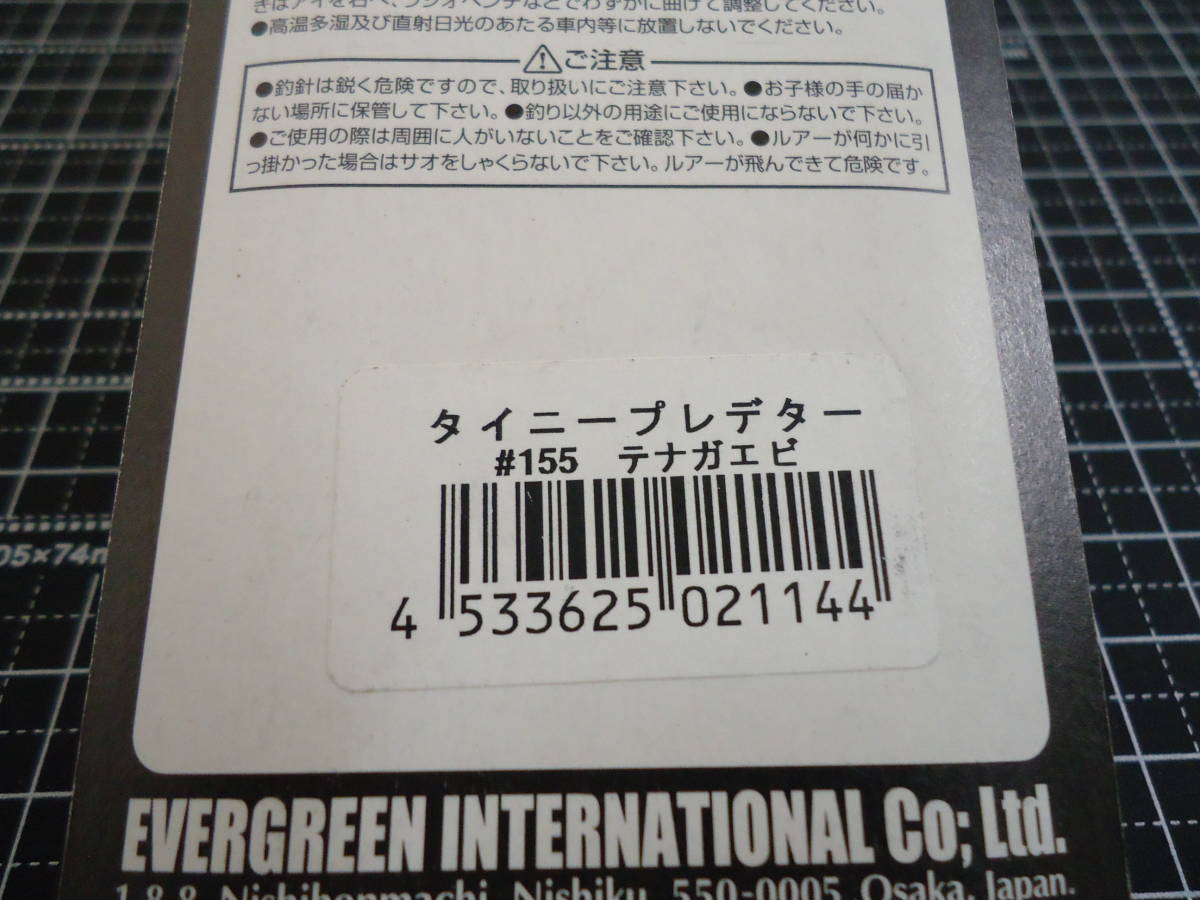 きはアイを右へ、ラジオペンチなどでわずかに曲げて調整してください。
●高温多湿及び直射日光のあたる車内等に放置しないでください。
⚠ご注意
●釣針は鋭く危険ですので、取り扱いにご注意下さい。●お子様の手の届か
ない場所に保管して下さい。●釣り以外の用途にご使用にならないで下さい。
●ご使用の際は周囲に人がいないことをご確認下さい。●ルアーが何かに引
っ掛かった場合はサオをしゃくらないで下さい。ルアーが飛んできて危険です。
タイニープレデター
#155 テナガエビ
4 533625 021144
05×74m
EVERGREEN INTERNATIONAL Co; Ltd.
1-8-8, Nishihonmachi, Nishiku, 550-0005, Osaka, Japan.